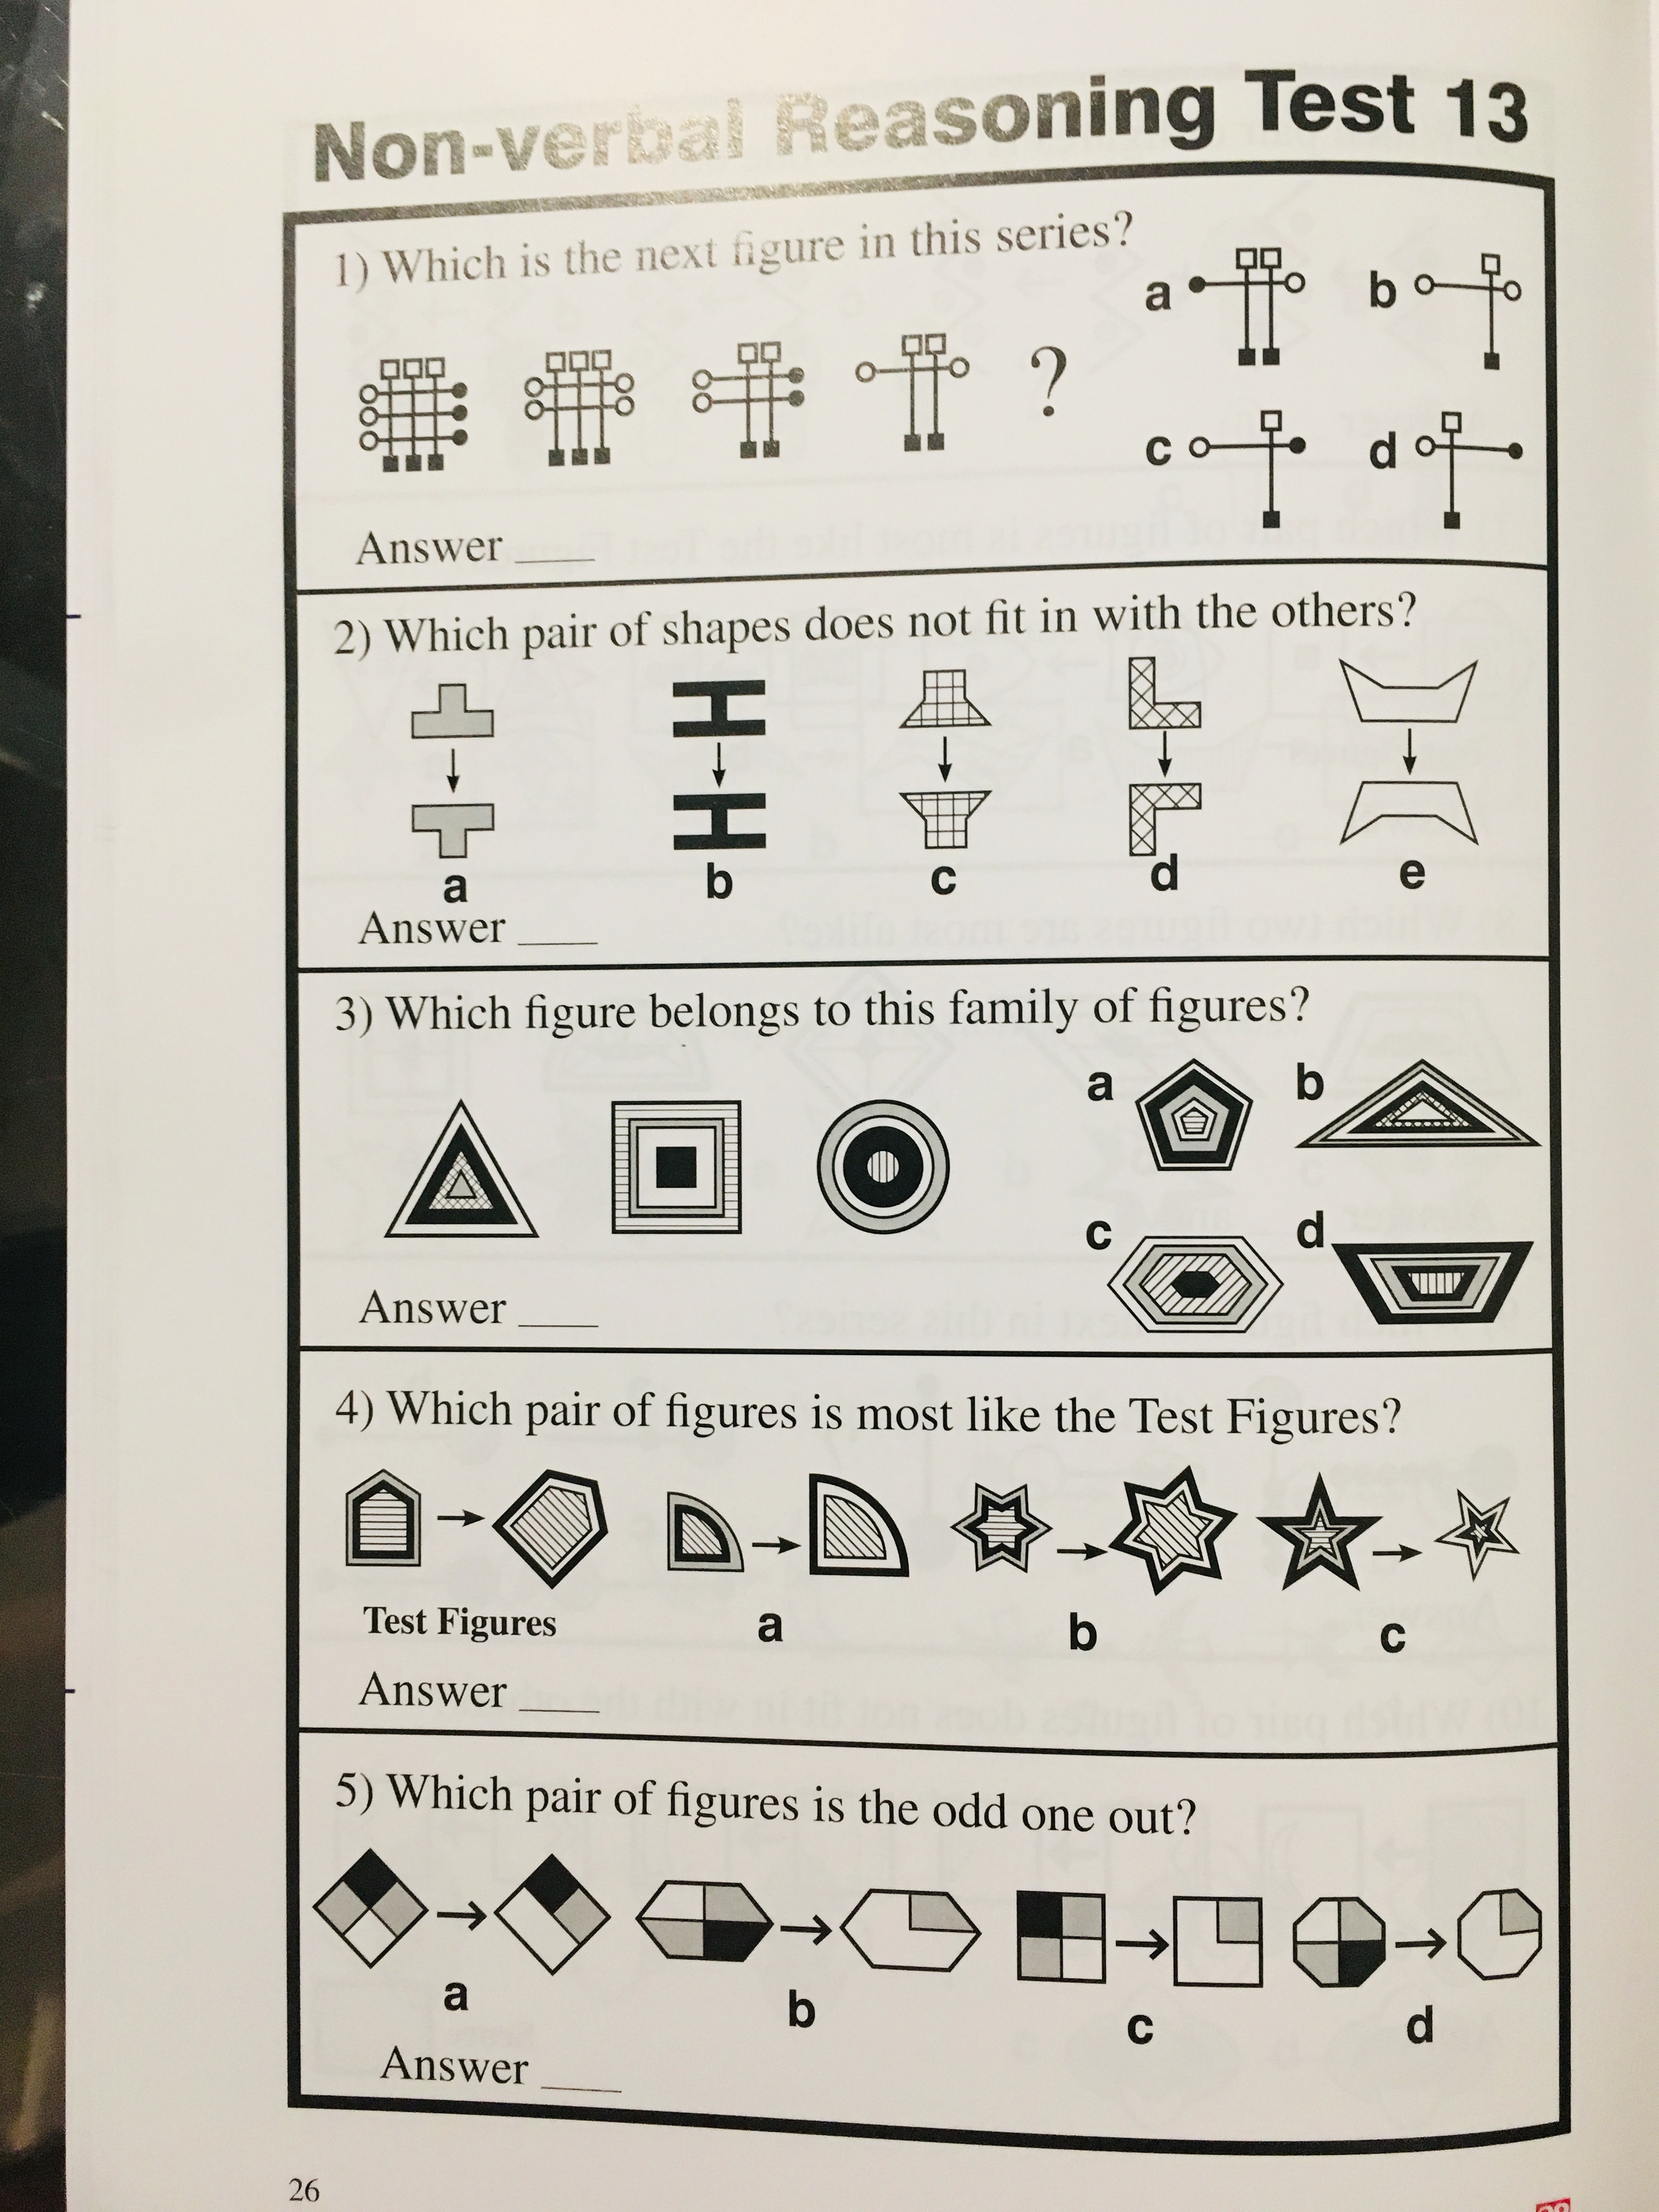 Non-verbal Reasoning Test 13
1) Which is the next figure in this series?
a
b
?
c
d
Answer ____
2) Which pair of shapes does not fit in with the others?
a b c d e
Answer ____
3) Which figure belongs to this family of figures?
a
b
c
d
Answer ____
4) Which pair of figures is most like the Test Figures?
Test Figures a b c
Answer ____
5) Which pair of figures is the odd one out?
a b c d
Answer ____
26